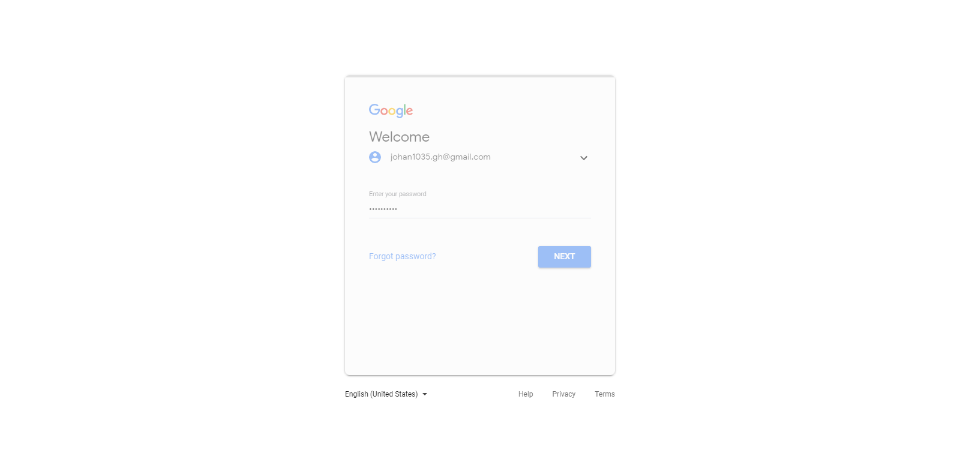 Google
Welcome
johan1035.gh@gmail.com
Enter your password
••••••••••
Forgot password?
NEXT
English (United States)
Help
Privacy
Terms